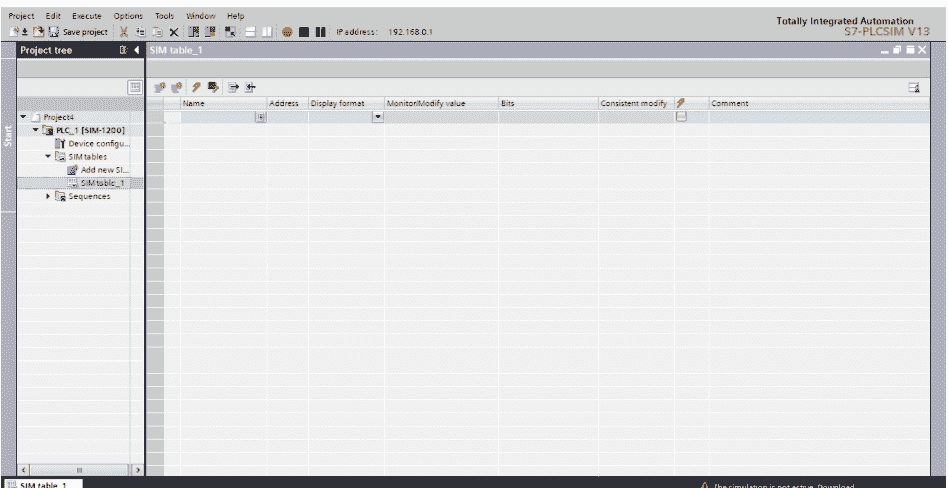 Project Edit Execute Options Tools Window Help
Save project IP address: 192.168.0.1
Totally Integrated Automation
S7-PLCSIM V13
Project tree
SIM table_1
Name Address Display format Monitor/Modify value Bits Consistent modify Comment
Start
Project4
PLC_1 [SIM-1200]
Device configu...
SIM tables
Add new SI...
SIM table_1
Sequences
SIM table_1
The simulation is not active. Download